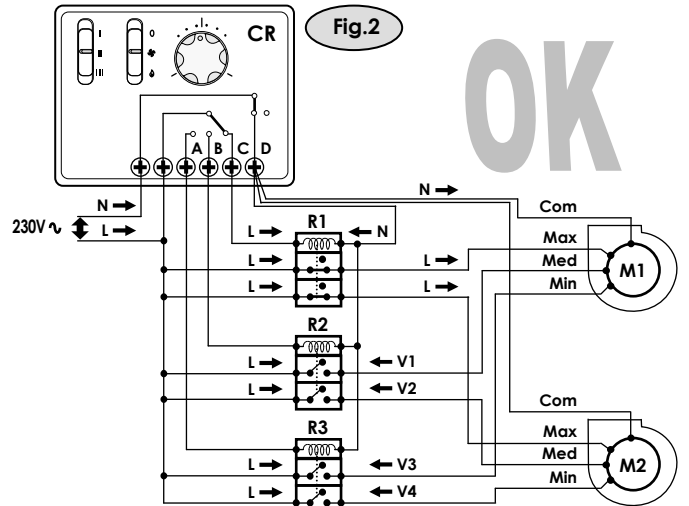 I
II
III
0
CR
Fig.2
OK
A
B
C
D
N
230V ∿
L
N
Com
L
R1
N
Max
L
Med
M1
L
L
Min
R2
L
V1
L
V2
Com
R3
Max
L
V3
Med
M2
L
V4
Min